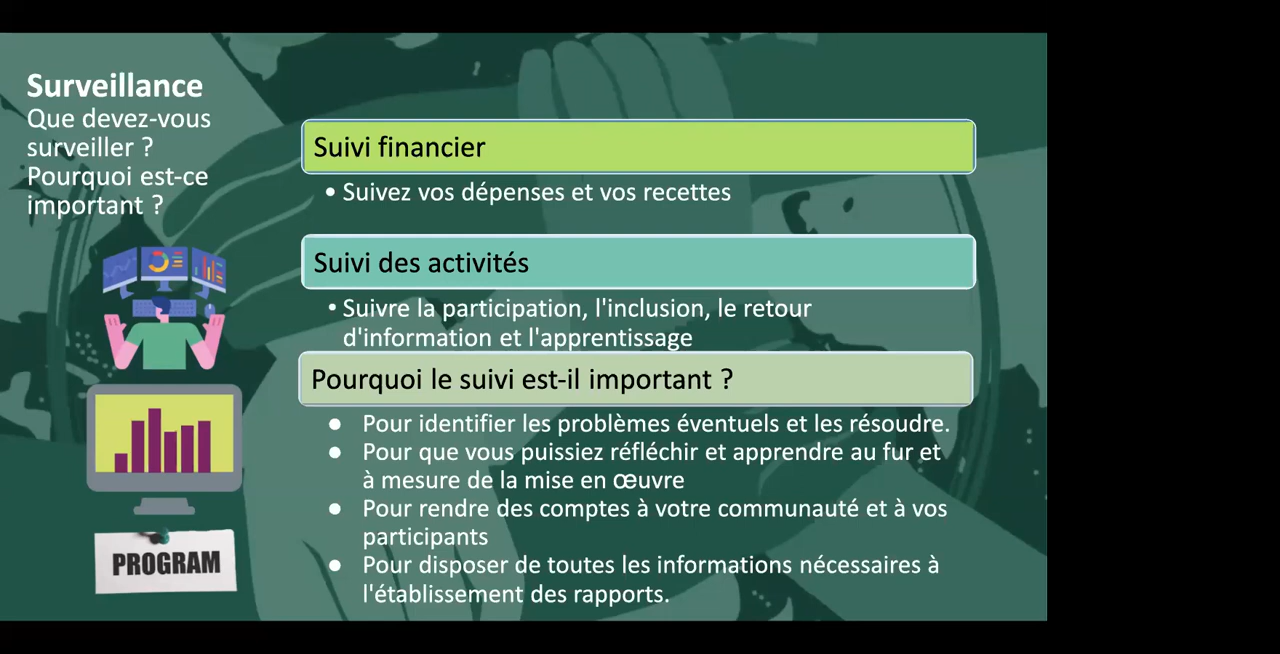 Surveillance
Que devez-vous
surveiller ?
Pourquoi est-ce
important ?
Suivi financier
• Suivez vos dépenses et vos recettes
Suivi des activités
• Suivre la participation, l'inclusion, le retour
d'information et l'apprentissage
Pourquoi le suivi est-il important ?
● Pour identifier les problèmes éventuels et les résoudre.
● Pour que vous puissiez réfléchir et apprendre au fur et
à mesure de la mise en œuvre
● Pour rendre des comptes à votre communauté et à vos
participants
● Pour disposer de toutes les informations nécessaires à
l'établissement des rapports.
PROGRAM